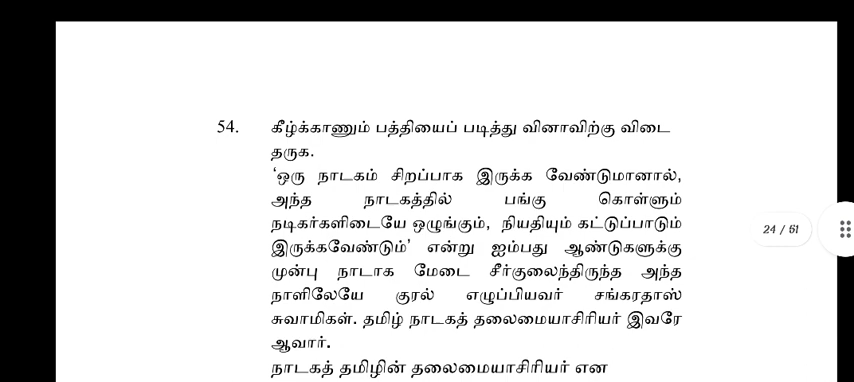 54. கீழ்க்காணும் பத்தியைப் படித்து வினாவிற்கு விடை
தருக.
‘ஒரு நாடகம் சிறப்பாக இருக்க வேண்டுமானால்,
அந்த நாடகத்தில் பங்கு கொள்ளும்
நடிகர்களிடையே ஒழுங்கும், நியதியும் கட்டுப்பாடும்
இருக்கவேண்டும்’ என்று ஐம்பது ஆண்டுகளுக்கு
முன்பு நாடாக மேடை சீர்குலைந்திருந்த அந்த
நாளிலேயே குரல் எழுப்பியவர் சங்கரதாஸ்
சுவாமிகள். தமிழ் நாடகத் தலைமையாசிரியர் இவரே
ஆவார்.
நாடகத் தமிழின் தலைமையாசிரியர் என
24 / 61